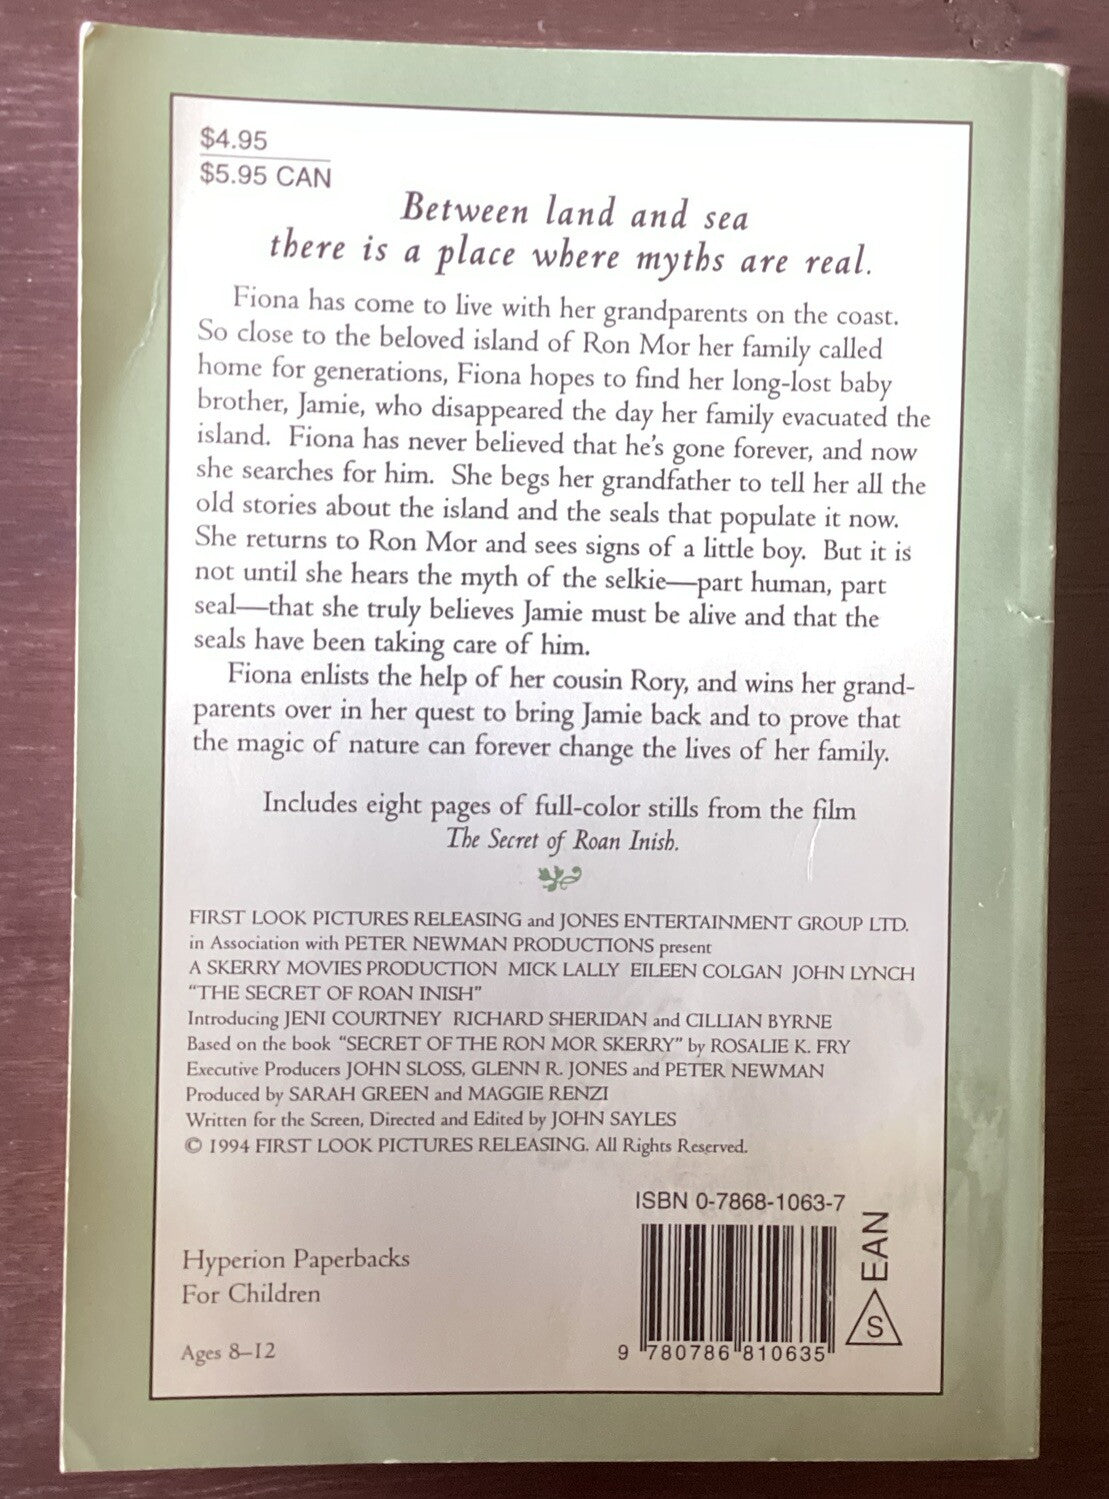 $4.95
$5.95 CAN
Between land and sea
there is a place where myths are real.
Fiona has come to live with her grandparents on the coast.
So close to the beloved island of Ron Mor her family called
home for generations, Fiona hopes to find her long-lost baby
brother, Jamie, who disappeared the day her family evacuated the
island. Fiona has never believed that he's gone forever, and now
she searches for him. She begs her grandfather to tell her all the
old stories about the island and the seals that populate it now.
She returns to Ron Mor and sees signs of a little boy. But it is
not until she hears the myth of the selkie—part human, part
seal—that she truly believes Jamie must be alive and that the
seals have been taking care of him.
Fiona enlists the help of her cousin Rory, and wins her grand-
parents over in her quest to bring Jamie back and to prove that
the magic of nature can forever change the lives of her family.
Includes eight pages of full-color stills from the film
The Secret of Roan Inish.
FIRST LOOK PICTURES RELEASING and JONES ENTERTAINMENT GROUP LTD.
in Association with PETER NEWMAN PRODUCTIONS present
A SKERRY MOVIES PRODUCTION MICK LALLY EILEEN COLGAN JOHN LYNCH
"THE SECRET OF ROAN INISH"
Introducing JENI COURTNEY RICHARD SHERIDAN and CILLIAN BYRNE
Based on the book "SECRET OF THE RON MOR SKERRY" by ROSALIE K. FRY
Executive Producers JOHN SLOSS, GLENN R. JONES and PETER NEWMAN
Produced by SARAH GREEN and MAGGIE RENZI
Written for the Screen, Directed and Edited by JOHN SAYLES
© 1994 FIRST LOOK PICTURES RELEASING. All Rights Reserved.
ISBN 0-7868-1063-7
EAN
S
9 780786 810635
Hyperion Paperbacks
For Children
Ages 8–12